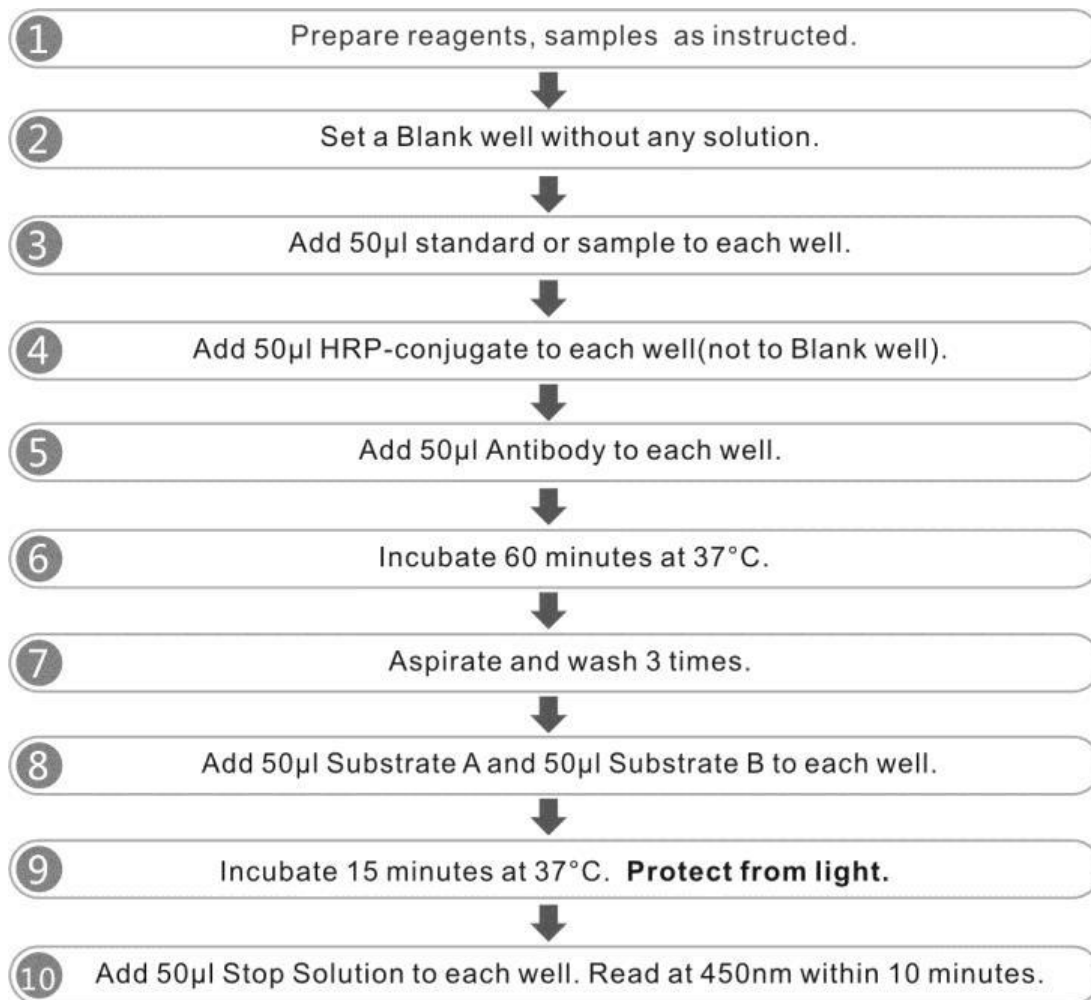 1 Prepare reagents, samples as instructed.
2 Set a Blank well without any solution.
3 Add 50µl standard or sample to each well.
4 Add 50µl HRP-conjugate to each well(not to Blank well).
5 Add 50µl Antibody to each well.
6 Incubate 60 minutes at 37°C.
7 Aspirate and wash 3 times.
8 Add 50µl Substrate A and 50µl Substrate B to each well.
9 Incubate 15 minutes at 37°C. Protect from light.
10 Add 50µl Stop Solution to each well. Read at 450nm within 10 minutes.